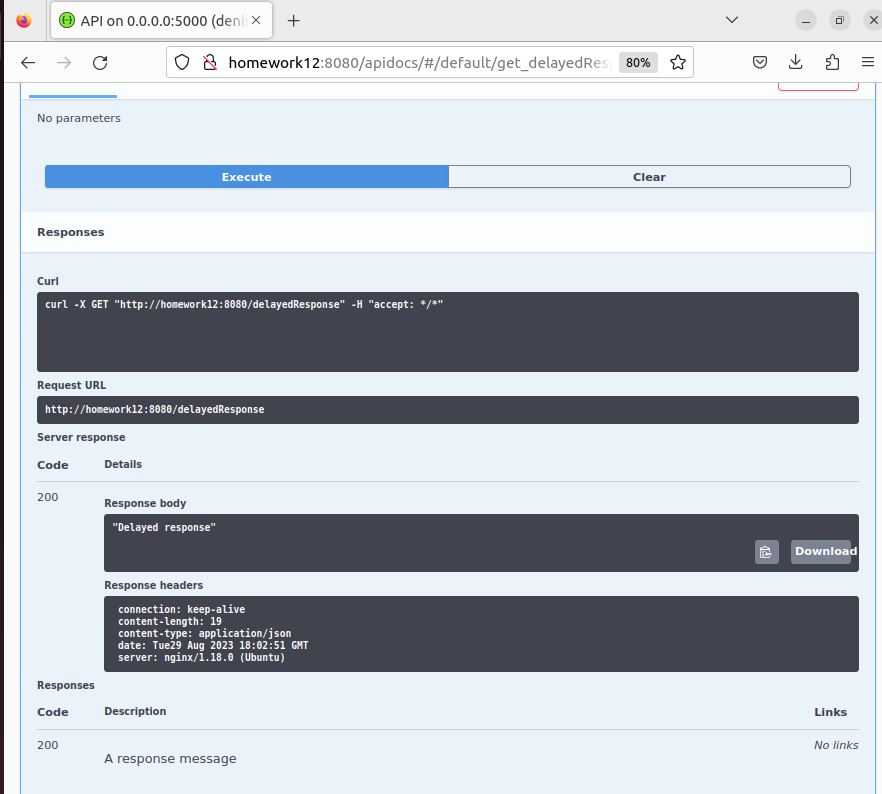 API on 0.0.0.0:5000 (denis
homework12:8080/apidocs/#/default/get_delayedRes
80%
No parameters
Execute
Clear
Responses
Curl
curl -X GET "http://homework12:8080/delayedResponse" -H "accept: */*"
Request URL
http://homework12:8080/delayedResponse
Server response
Code Details
200
Response body
"Delayed response"
Download
Response headers
connection: keep-alive
content-length: 19
content-type: application/json
date: Tue29 Aug 2023 18:02:51 GMT
server: nginx/1.18.0 (Ubuntu)
Responses
Code Description Links
200 No links
A response message